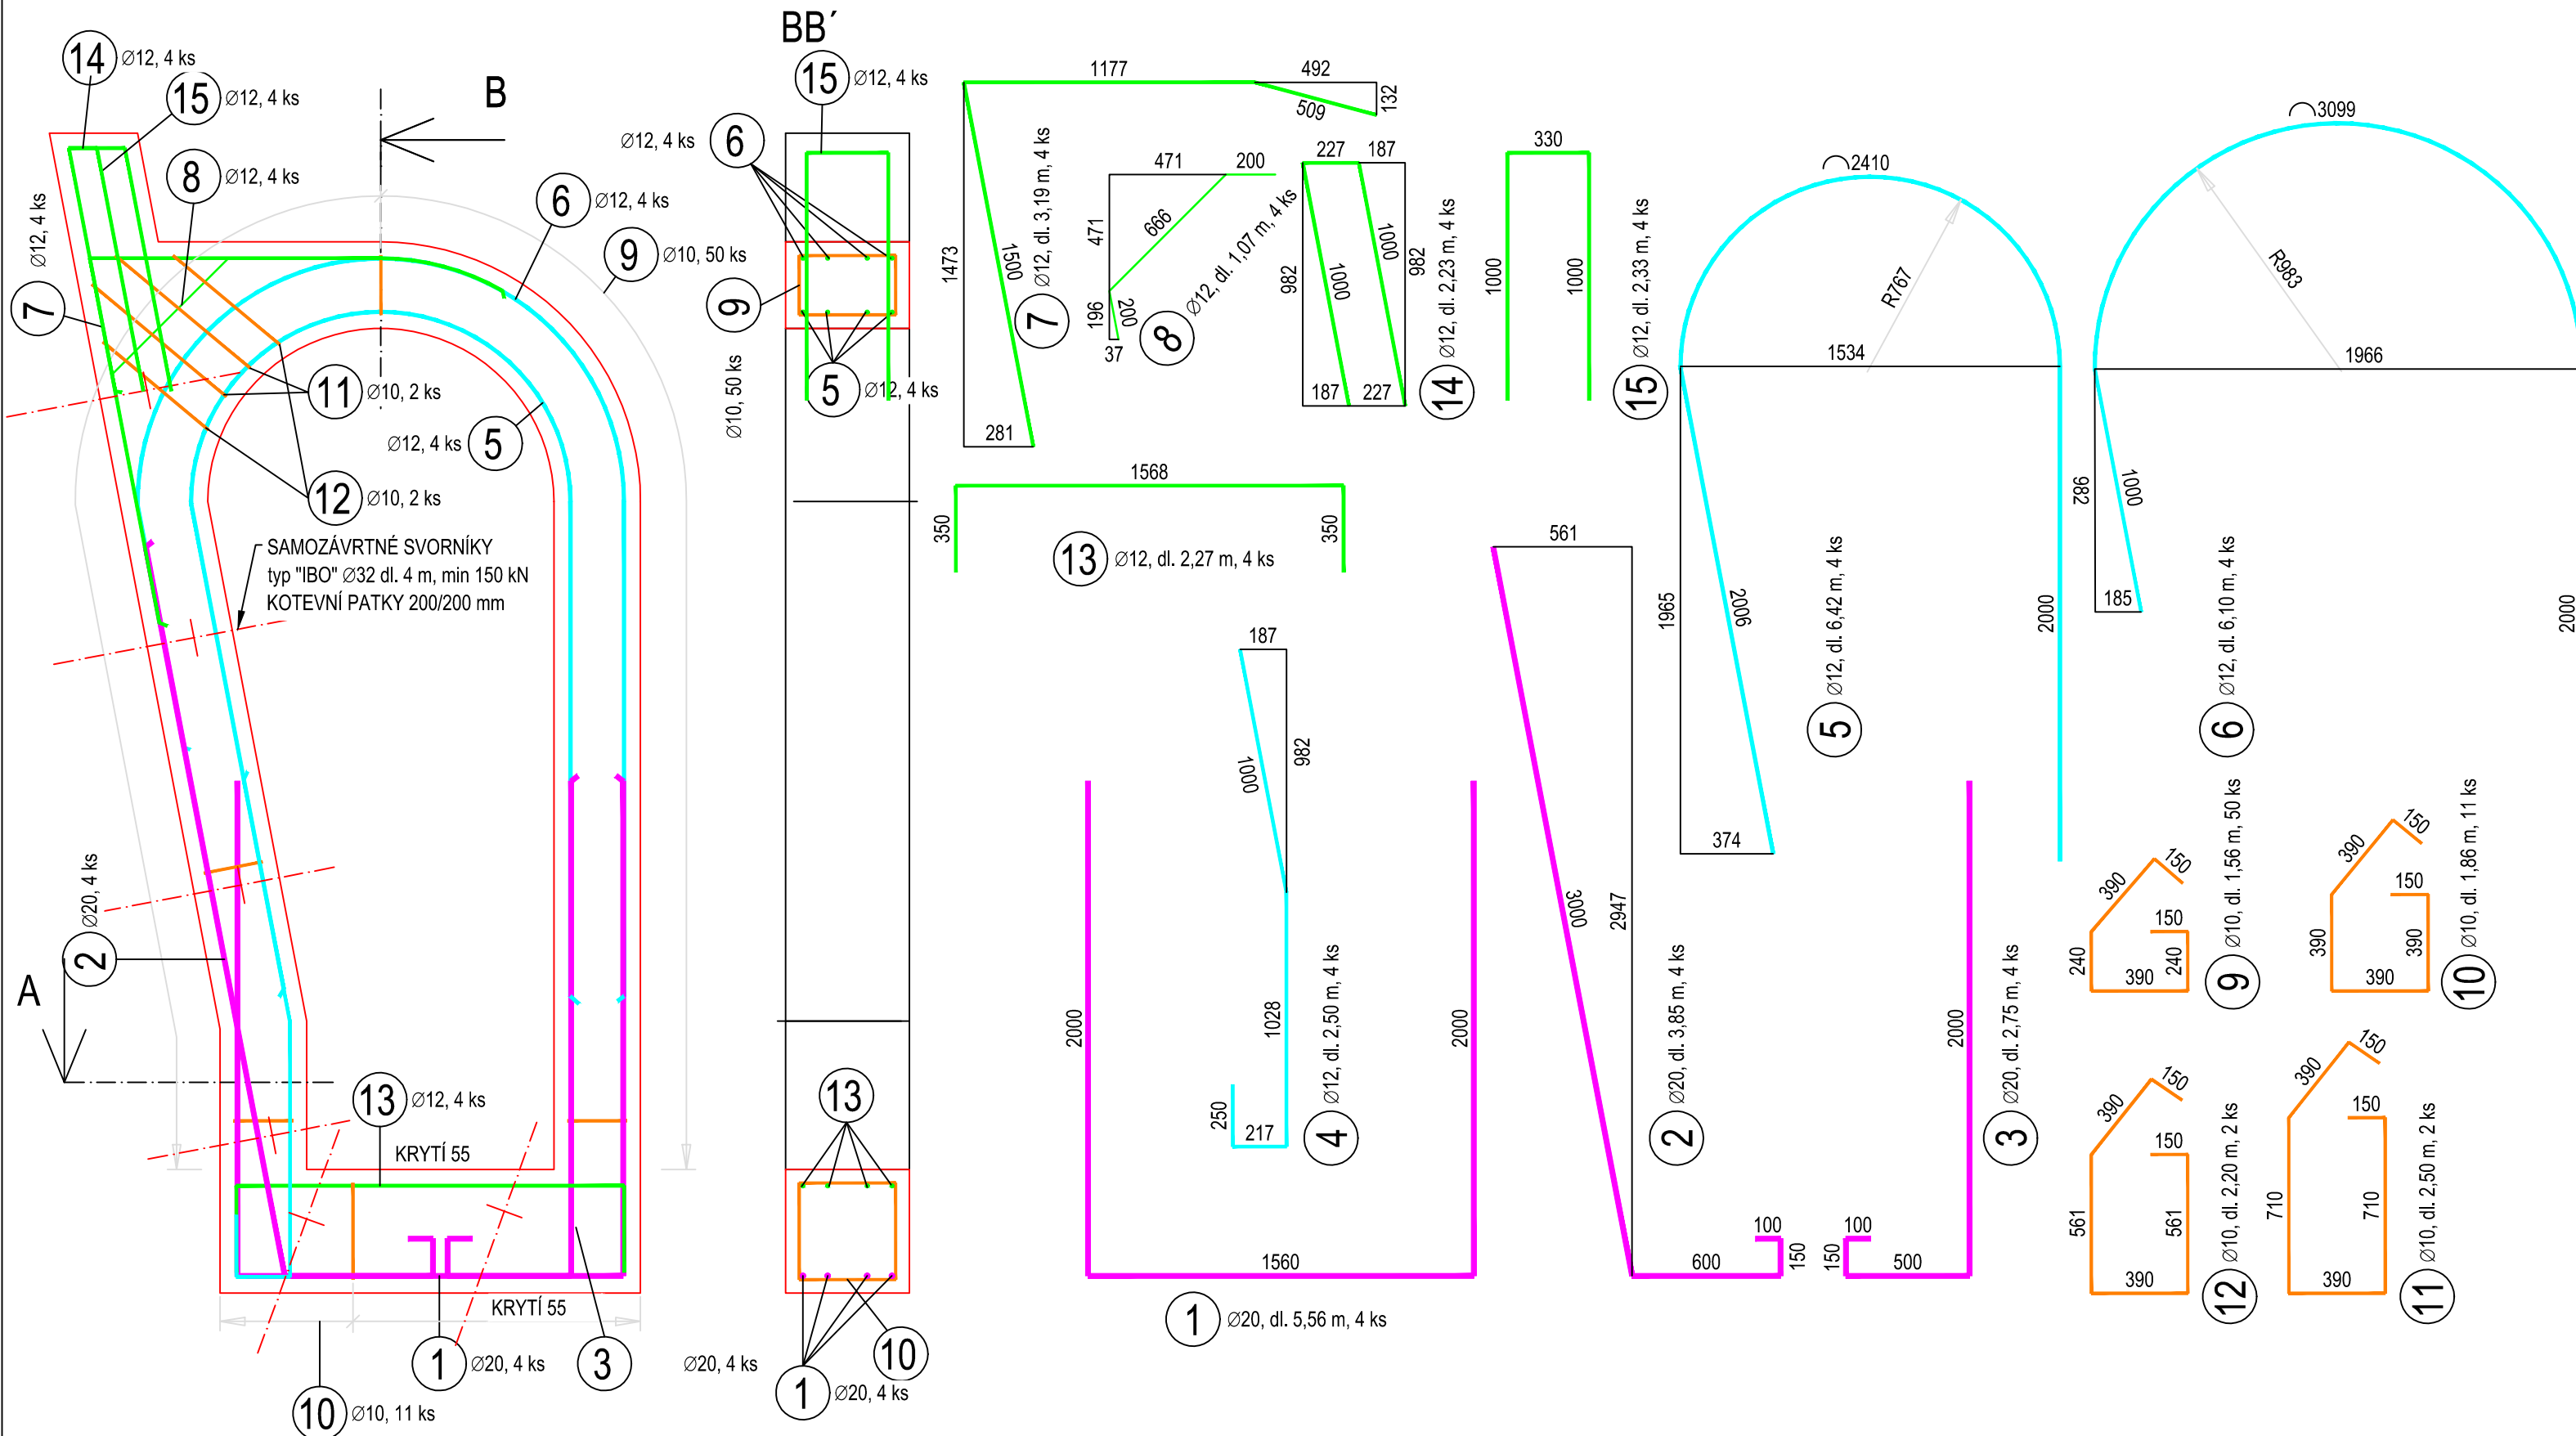 14 Ø12, 4 ks
15 Ø12, 4 ks
8 Ø12, 4 ks
7 Ø12, 4 ks
B
6 Ø12, 4 ks
9 Ø10, 50 ks
11 Ø10, 2 ks
Ø12, 4 ks 5
12 Ø10, 2 ks
SAMOZÁVRTNÉ SVORNÍKY
typ "IBO" Ø32 dl. 4 m, min 150 kN
KOTEVNÍ PATKY 200/200 mm
2 Ø20, 4 ks
A
13 Ø12, 4 ks
KRYTÍ 55
KRYTÍ 55
1 Ø20, 4 ks
3 Ø20, 4 ks
10 Ø10, 11 ks
BB´
15 Ø12, 4 ks
Ø12, 4 ks 6
9 Ø10, 50 ks
5 Ø12, 4 ks
13
10
1 Ø20, 4 ks
1177
492
132
509
1473
1500
281
7 Ø12, dl. 3,19 m, 4 ks
471
200
471
666
196
200
37
8 Ø12, dl. 1,07 m, 4 ks
227
187
982
1000
1000
982
187
227
14 Ø12, dl. 2,23 m, 4 ks
330
1000
1000
15 Ø12, dl. 2,33 m, 4 ks
1568
350
350
13 Ø12, dl. 2,27 m, 4 ks
187
982
1000
1028
250
217
4 Ø12, dl. 2,50 m, 4 ks
2000
2000
1560
1 Ø20, dl. 5,56 m, 4 ks
561
3000
2947
600
100
150
2 Ø20, dl. 3,85 m, 4 ks
100
150
500
2000
3 Ø20, dl. 2,75 m, 4 ks
2410
R767
1534
1965
2006
374
2000
5 Ø12, dl. 6,42 m, 4 ks
3099
R983
1966
982
1000
185
2000
6 Ø12, dl. 6,10 m, 4 ks
390
150
150
240
240
390
9 Ø10, dl. 1,56 m, 50 ks
390
150
150
390
390
390
10 Ø10, dl. 1,86 m, 11 ks
390
150
150
561
561
390
12 Ø10, dl. 2,20 m, 2 ks
390
150
150
710
710
390
11 Ø10, dl. 2,50 m, 2 ks